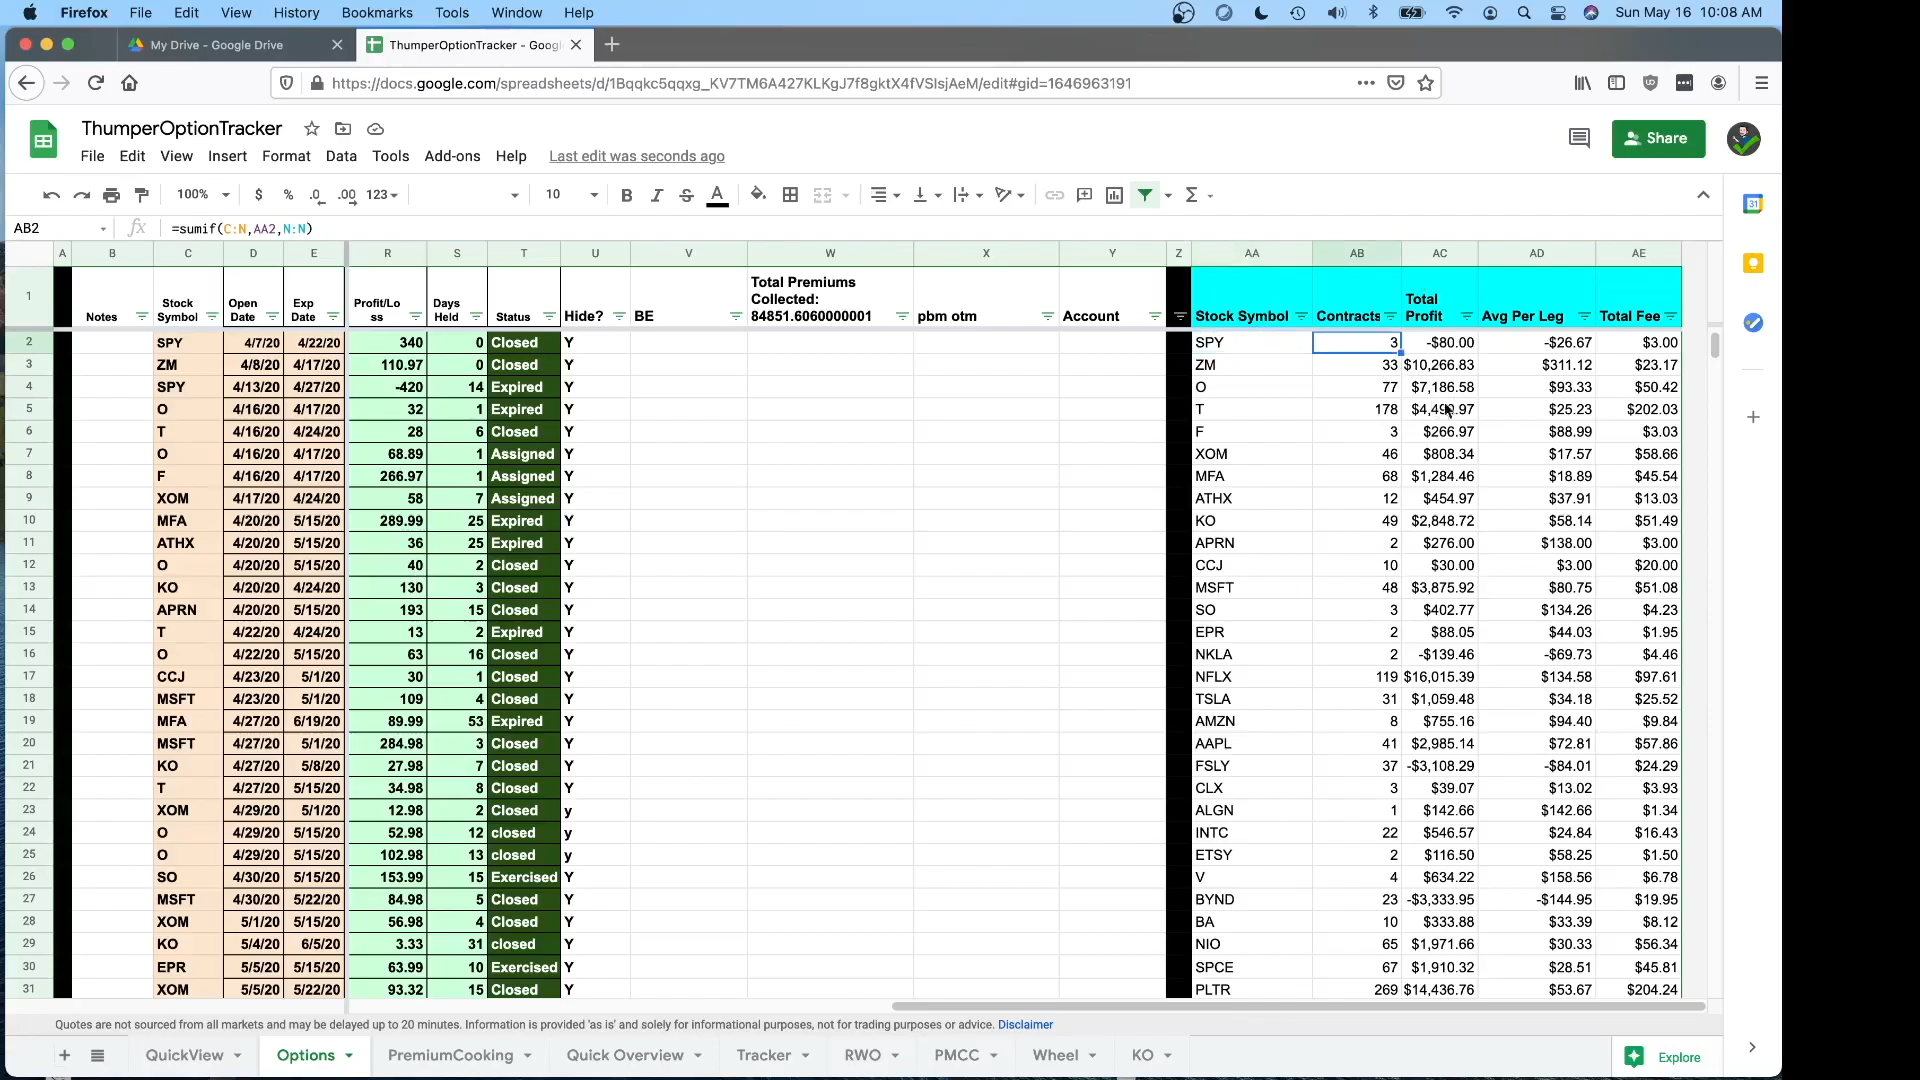 Firefox File Edit View History Bookmarks Tools Window Help Sun May 16 10:08 AM
My Drive - Google Drive ThumperOptionTracker - Goog
https://docs.google.com/spreadsheets/d/1Bqqkc5qqxg_KV7TM6A427KLKgJ7f8gktX4fVSIsjAeM/edit#gid=1646963191
ThumperOptionTracker
File Edit View Insert Format Data Tools Add-ons Help Last edit was seconds ago Share
100% $ % .0 .00 123 10 B I S A
AB2 fx =sumif(C:N,AA2,N:N)
A B C D E R S T U V W X Y Z AA AB AC AD AE
1 Notes Stock Symbol Open Date Exp Date Profit/Loss Days Held Status Hide? BE Total Premiums Collected: 84851.6060000001 pbm otm Account Stock Symbol Contracts Total Profit Avg Per Leg Total Fee
2 SPY 4/7/20 4/22/20 340 0 Closed Y SPY 3 -$80.00 -$26.67 $3.00
3 ZM 4/8/20 4/17/20 110.97 0 Closed Y ZM 33 $10,266.83 $311.12 $23.17
4 SPY 4/13/20 4/27/20 -420 14 Expired Y O 77 $7,186.58 $93.33 $50.42
5 O 4/16/20 4/17/20 32 1 Expired Y T 178 $25.23 $202.03
6 T 4/16/20 4/24/20 28 6 Closed Y F 3 $266.97 $88.99 $3.03
7 O 4/16/20 4/17/20 68.89 1 Assigned Y XOM 46 $808.34 $17.57 $58.66
8 F 4/16/20 4/17/20 266.97 1 Assigned Y MFA 68 $1,284.46 $18.89 $45.54
9 XOM 4/17/20 4/24/20 58 7 Assigned Y ATHX 12 $454.97 $37.91 $13.03
10 MFA 4/20/20 5/15/20 289.99 25 Expired Y KO 49 $2,848.72 $58.14 $51.49
11 ATHX 4/20/20 5/15/20 36 25 Expired Y APRN 2 $276.00 $138.00 $3.00
12 O 4/20/20 5/15/20 40 2 Closed Y CCJ 10 $30.00 $3.00 $20.00
13 KO 4/20/20 4/24/20 130 3 Closed Y MSFT 48 $3,875.92 $80.75 $51.08
14 APRN 4/20/20 5/15/20 193 15 Closed Y SO 3 $402.77 $134.26 $4.23
15 T 4/22/20 4/24/20 13 2 Expired Y EPR 2 $88.05 $44.03 $1.95
16 O 4/22/20 5/15/20 63 16 Closed Y NKLA 2 -$139.46 -$69.73 $4.46
17 CCJ 4/23/20 5/1/20 30 1 Closed Y NFLX 119 $16,015.39 $134.58 $97.61
18 MSFT 4/23/20 5/1/20 109 4 Closed Y TSLA 31 $1,059.48 $34.18 $25.52
19 MFA 4/27/20 6/19/20 89.99 53 Expired Y AMZN 8 $755.16 $94.40 $9.84
20 MSFT 4/27/20 5/1/20 284.98 3 Closed Y AAPL 41 $2,985.14 $72.81 $57.86
21 KO 4/27/20 5/8/20 27.98 7 Closed Y FSLY 37 -$3,108.29 -$84.01 $24.29
22 T 4/27/20 5/15/20 34.98 8 Closed Y CLX 3 $39.07 $13.02 $3.93
23 XOM 4/29/20 5/1/20 12.98 2 Closed y ALGN 1 $142.66 $142.66 $1.34
24 O 4/29/20 5/15/20 52.98 12 closed y INTC 22 $546.57 $24.84 $16.43
25 O 4/29/20 5/15/20 102.98 13 closed y ETSY 2 $116.50 $58.25 $1.50
26 SO 4/30/20 5/15/20 153.99 15 Exercised Y V 4 $634.22 $158.56 $6.78
27 MSFT 4/30/20 5/22/20 84.98 5 Closed Y BYND 23 -$3,333.95 -$144.95 $19.95
28 XOM 5/1/20 5/15/20 56.98 4 Closed Y BA 10 $333.88 $33.39 $8.12
29 KO 5/4/20 6/5/20 3.33 31 closed Y NIO 65 $1,971.66 $30.33 $56.34
30 EPR 5/5/20 5/15/20 63.99 10 Exercised Y SPCE 67 $1,910.32 $28.51 $45.81
31 XOM 5/5/20 5/22/20 93.32 15 Closed Y PLTR 269 $14,436.76 $53.67 $204.24
Quotes are not sourced from all markets and may be delayed up to 20 minutes. Information is provided 'as is' and solely for informational purposes, not for trading purposes or advice. Disclaimer
QuickView Options PremiumCooking Quick Overview Tracker RWO PMCC Wheel KO Explore